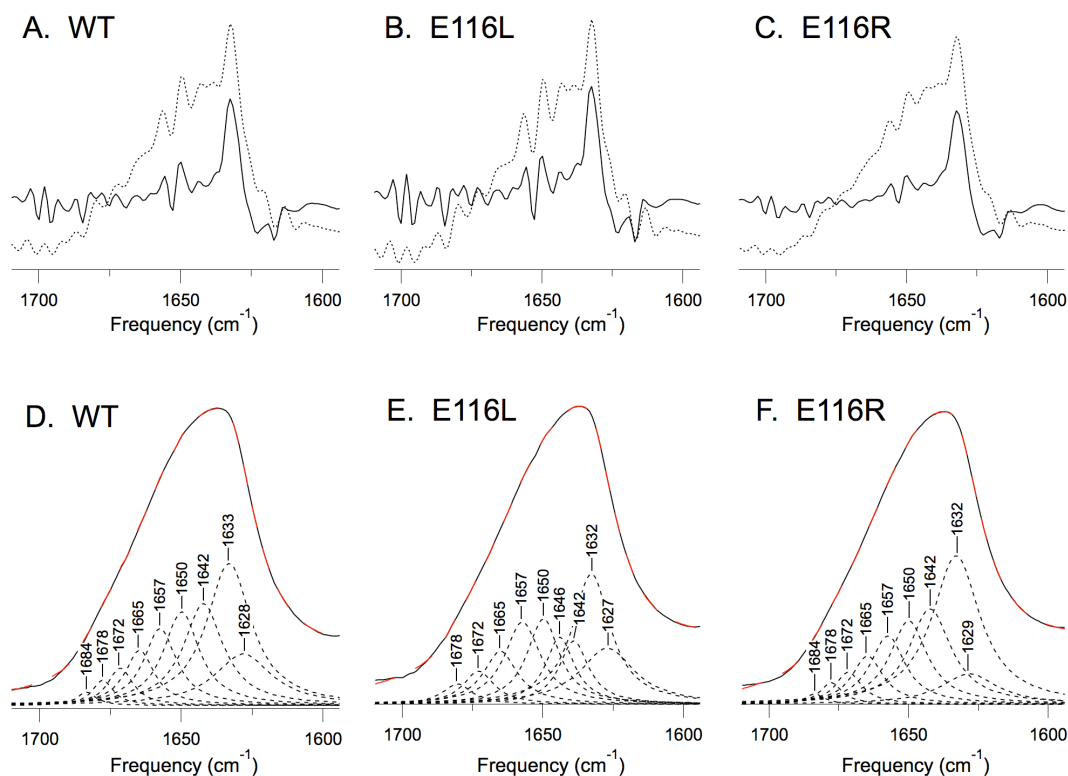 A. WT
B. E116L
C. E116R
1700 1650 1600
Frequency (cm-1)
1700 1650 1600
Frequency (cm-1)
1700 1650 1600
Frequency (cm-1)
D. WT
1684 1678 1672 1665 1657 1650 1642 1633 1628
1700 1650 1600
Frequency (cm-1)
E. E116L
1678 1672 1665 1657 1650 1646 1642 1632 1627
1700 1650 1600
Frequency (cm-1)
F. E116R
1684 1678 1672 1665 1657 1650 1642 1632 1629
1700 1650 1600
Frequency (cm-1)